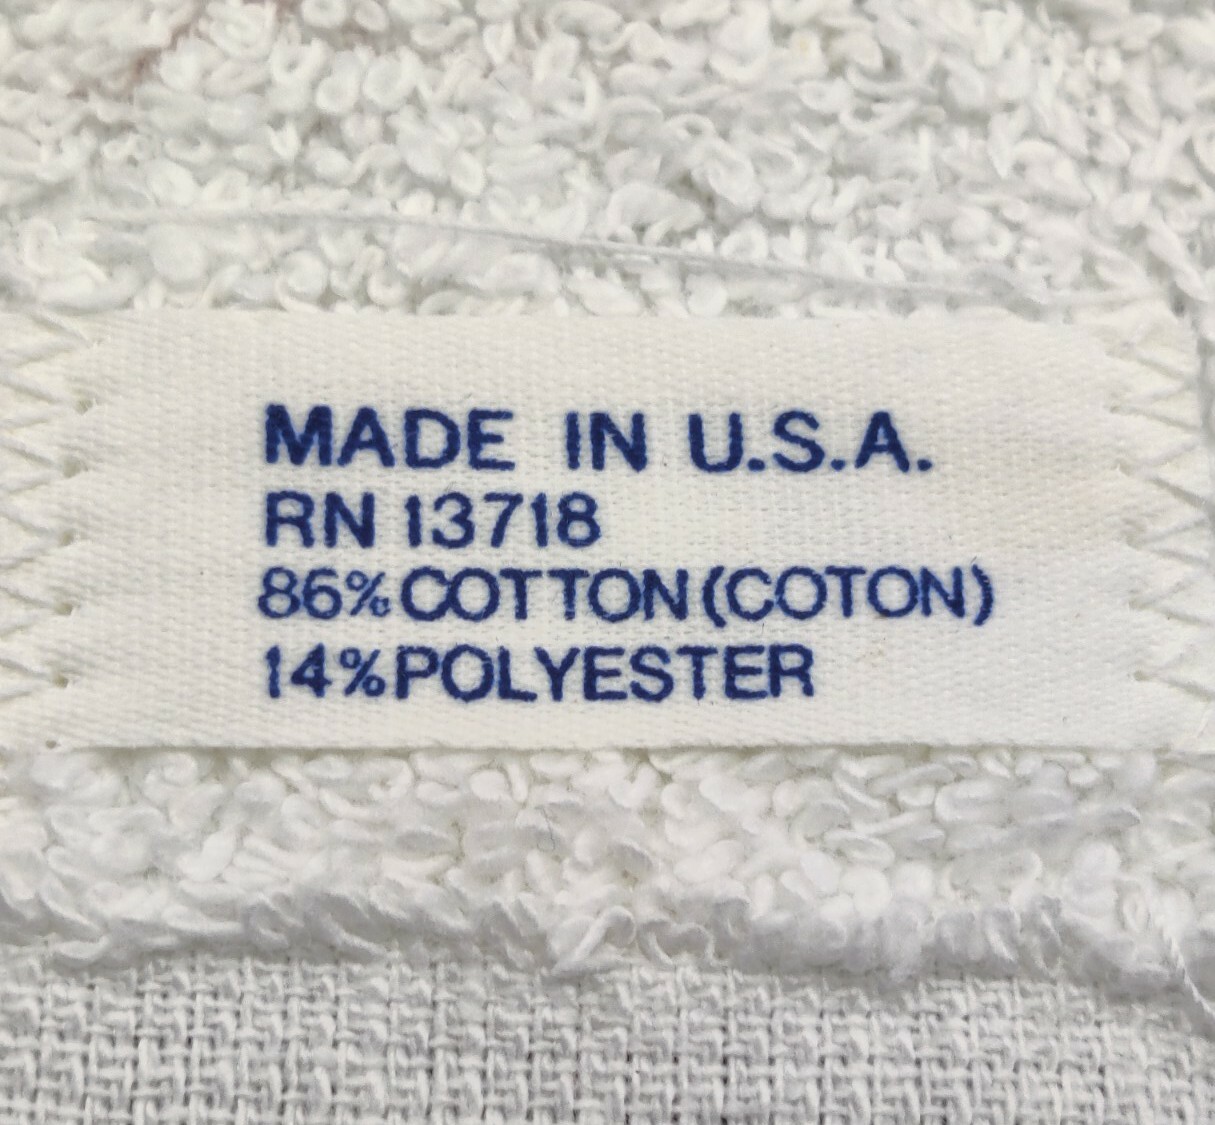 MADE IN U.S.A.
RN 13718
86% COTTON (COTON)
14% POLYESTER